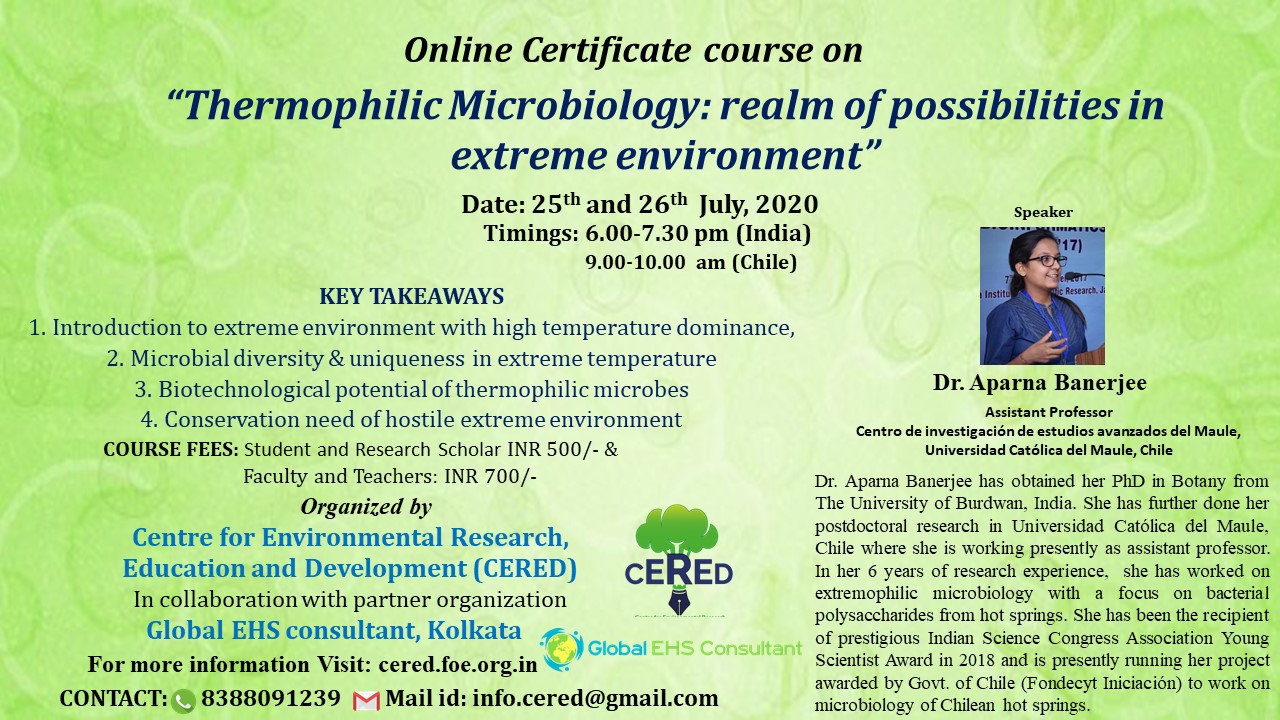 Online Certificate course on
“Thermophilic Microbiology: realm of possibilities in
extreme environment”
Date: 25th and 26th July, 2020
Timings: 6.00-7.30 pm (India)
9.00-10.00 am (Chile)
KEY TAKEAWAYS
1. Introduction to extreme environment with high temperature dominance,
2. Microbial diversity & uniqueness in extreme temperature
3. Biotechnological potential of thermophilic microbes
4. Conservation need of hostile extreme environment
COURSE FEES: Student and Research Scholar INR 500/- &
Faculty and Teachers: INR 700/-
Organized by
Centre for Environmental Research,
Education and Development (CERED)
In collaboration with partner organization
Global EHS consultant, Kolkata
For more information Visit: cered.foe.org.in
CONTACT: 8388091239 Mail id: info.cered@gmail.com
CERED
Global EHS Consultant
Speaker
17)
2017
Research,
Dr. Aparna Banerjee
Assistant Professor
Centro de investigación de estudios avanzados del Maule,
Universidad Católica del Maule, Chile
Dr. Aparna Banerjee has obtained her PhD in Botany from
The University of Burdwan, India. She has further done her
postdoctoral research in Universidad Católica del Maule,
Chile where she is working presently as assistant professor.
In her 6 years of research experience, she has worked on
extremophilic microbiology with a focus on bacterial
polysaccharides from hot springs. She has been the recipient
of prestigious Indian Science Congress Association Young
Scientist Award in 2018 and is presently running her project
awarded by Govt. of Chile (Fondecyt Iniciación) to work on
microbiology of Chilean hot springs.